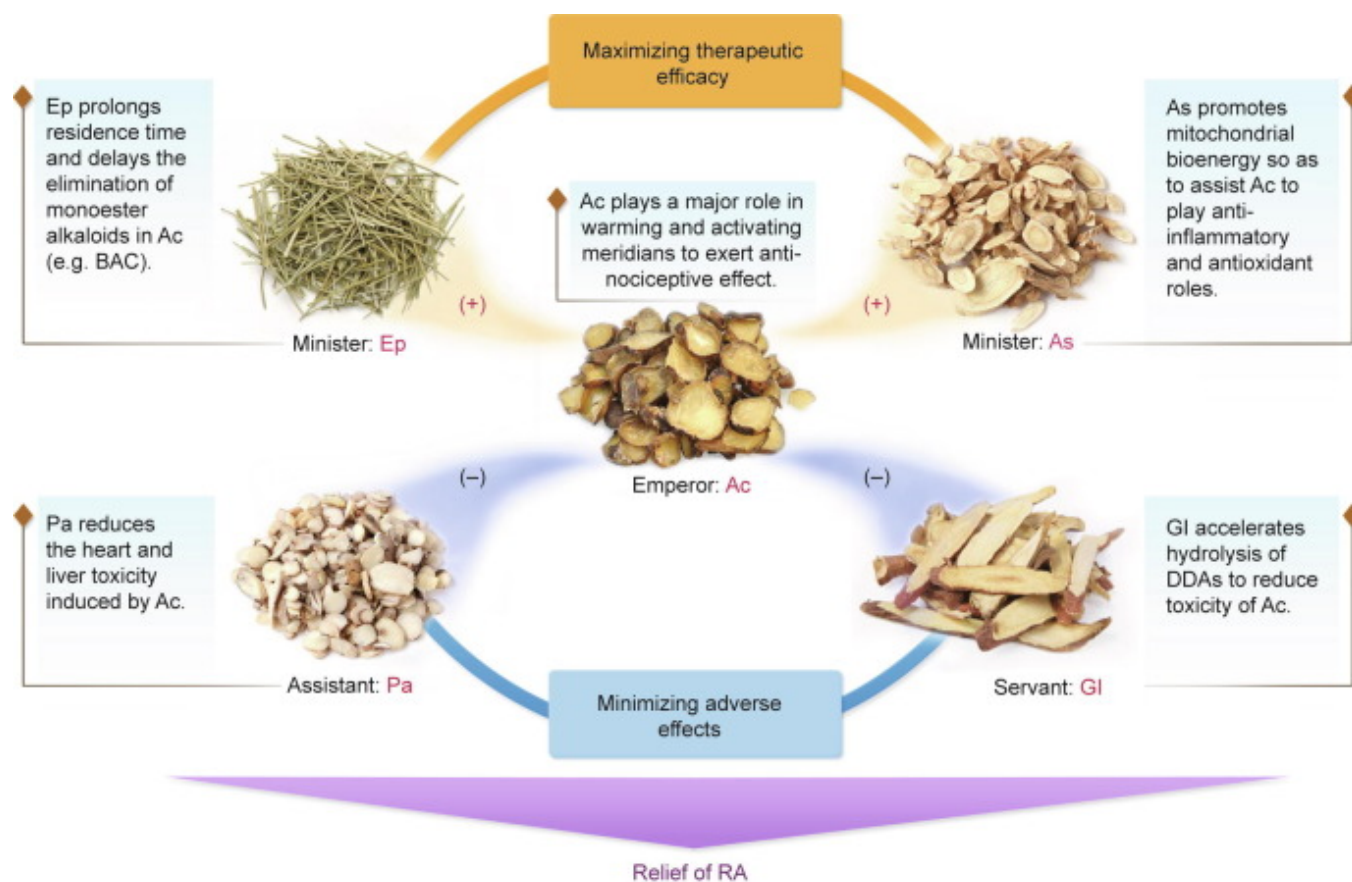 Maximizing therapeutic
efficacy
Ep prolongs
residence time
and delays the
elimination of
monoester
alkaloids in Ac
(e.g. BAC).
Ac plays a major role in
warming and activating
meridians to exert anti-
nociceptive effect.
As promotes
mitochondrial
bioenergy so as
to assist Ac to
play anti-
inflammatory
and antioxidant
roles.
(+)
(+)
Minister: Ep
Minister: As
(–)
(–)
Emperor: Ac
Pa reduces
the heart and
liver toxicity
induced by Ac.
GI accelerates
hydrolysis of
DDAs to reduce
toxicity of Ac.
Assistant: Pa
Servant: GI
Minimizing adverse
effects
Relief of RA